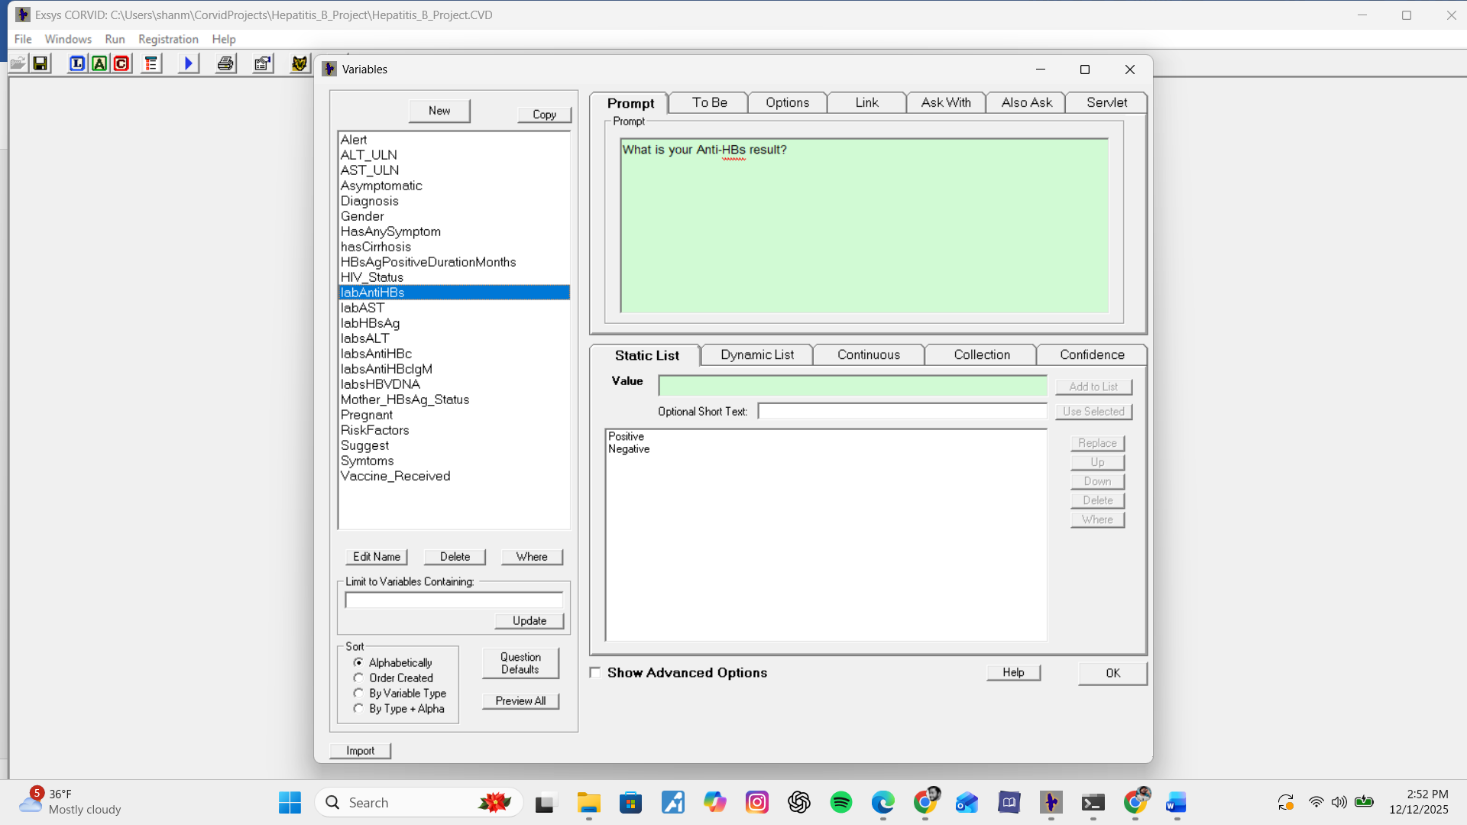 Exsys CORVID: C:\Users\shanm\CorvidProjects\Hepatitis_B_Project\Hepatitis_B_Project.CVD
File Windows Run Registration Help
L A C
Variables
New
Copy
Alert
ALT_ULN
AST_ULN
Asymptomatic
Diagnosis
Gender
HasAnySymptom
hasCirrhosis
HBsAgPositiveDurationMonths
HIV_Status
labAntiHBs
labAST
labHBsAg
labsALT
labsAntiHBc
labsAntiHBcIgM
labsHBVDNA
Mother_HBsAg_Status
Pregnant
RiskFactors
Suggest
Symtoms
Vaccine_Received
Edit Name Delete Where
Limit to Variables Containing:
Update
Sort
Alphabetically
Order Created
By Variable Type
By Type + Alpha
Question
Defaults
Preview All
Import
Prompt To Be Options Link Ask With Also Ask Servlet
Prompt
What is your Anti-HBs result?
Static List Dynamic List Continuous Collection Confidence
Value
Add to List
Optional Short Text:
Use Selected
Positive
Negative
Replace
Up
Down
Delete
Where
Show Advanced Options
Help OK
5
36°F
Mostly cloudy
Search
2:52 PM
12/12/2025